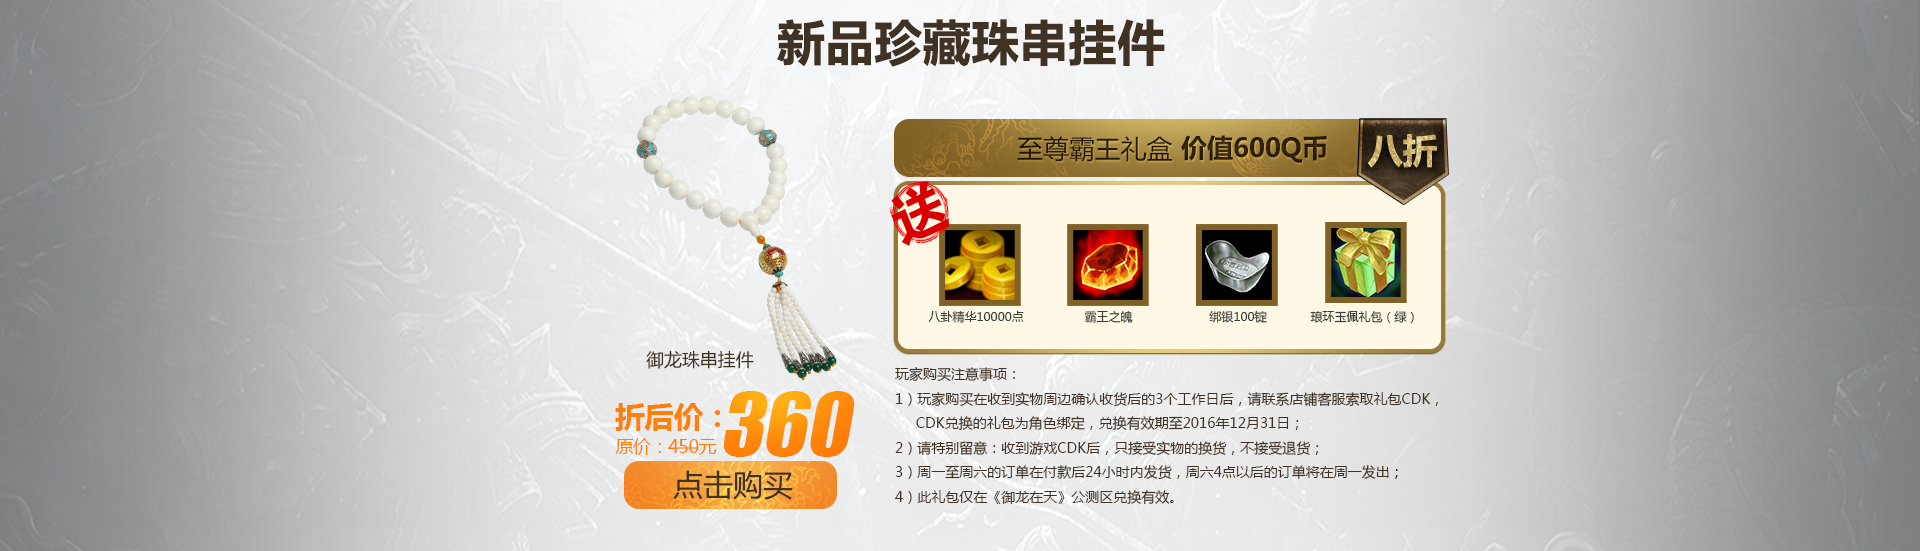 新品珍藏珠串挂件
至尊霸王礼盒 价值600Q币
八折
送
八卦精华10000点
霸王之魄
绑银100锭
琅环玉佩礼包（绿）
御龙珠串挂件
折后价：360
原价：450元
点击购买
玩家购买注意事项：
1）玩家购买在收到实物周边确认收货后的3个工作日后，请联系店铺客服索取礼包CDK，
CDK兑换的礼包为角色绑定，兑换有效期至2016年12月31日；
2）请特别留意：收到游戏CDK后，只接受实物的换货，不接受退货；
3）周一至周六的订单在付款后24小时内发货，周六4点以后的订单将在周一发出；
4）此礼包仅在《御龙在天》公测区兑换有效。